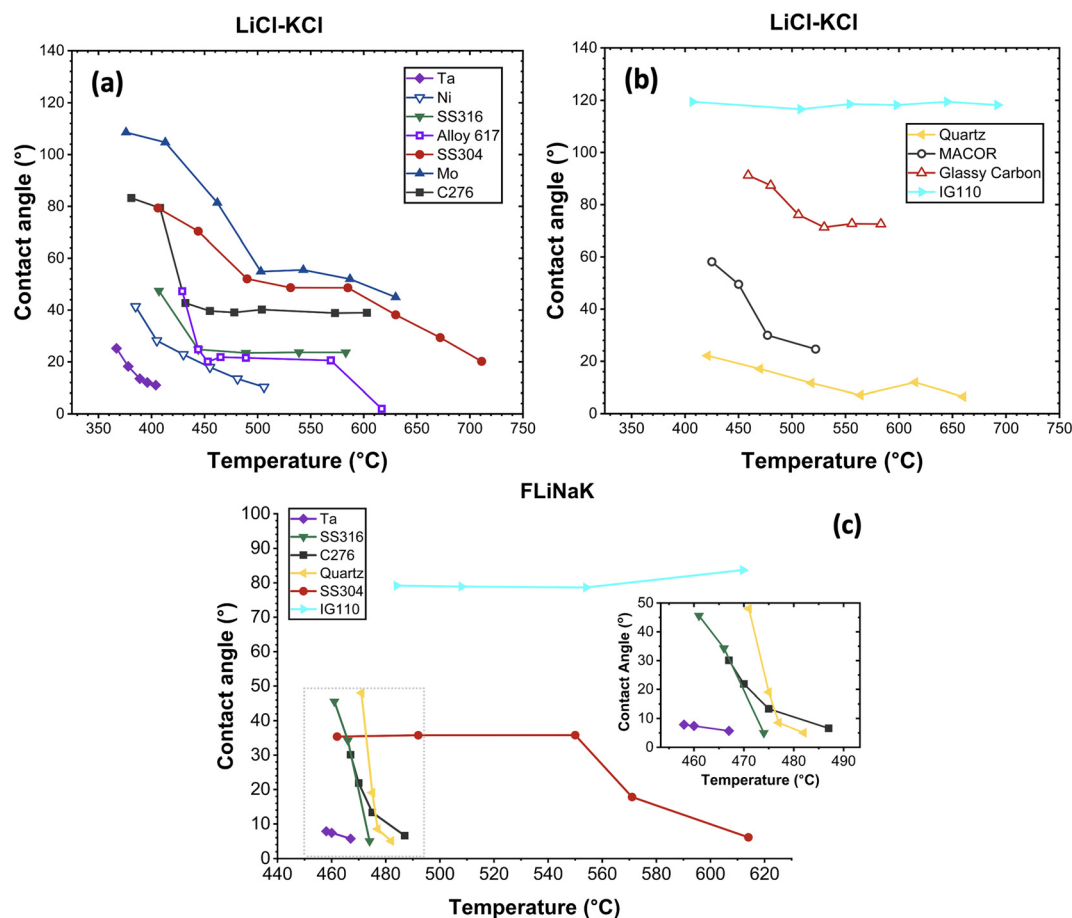 LiCl-KCl
(a)
Contact angle (°)
140
120
100
80
60
40
20
0
Ta
Ni
SS316
Alloy 617
SS304
Mo
C276
350 400 450 500 550 600 650 700 750
Temperature (°C)
LiCl-KCl
(b)
Contact angle (°)
140
120
100
80
60
40
20
0
Quartz
MACOR
Glassy Carbon
IG110
350 400 450 500 550 600 650 700 750
Temperature (°C)
FLiNaK
(c)
Contact angle (°)
100
90
80
70
60
50
40
30
20
10
0
Ta
SS316
C276
Quartz
SS304
IG110
Contact Angle (°)
50
40
30
20
10
0
460 470 480 490
Temperature (°C)
440 460 480 500 520 540 560 580 600 620
Temperature (°C)